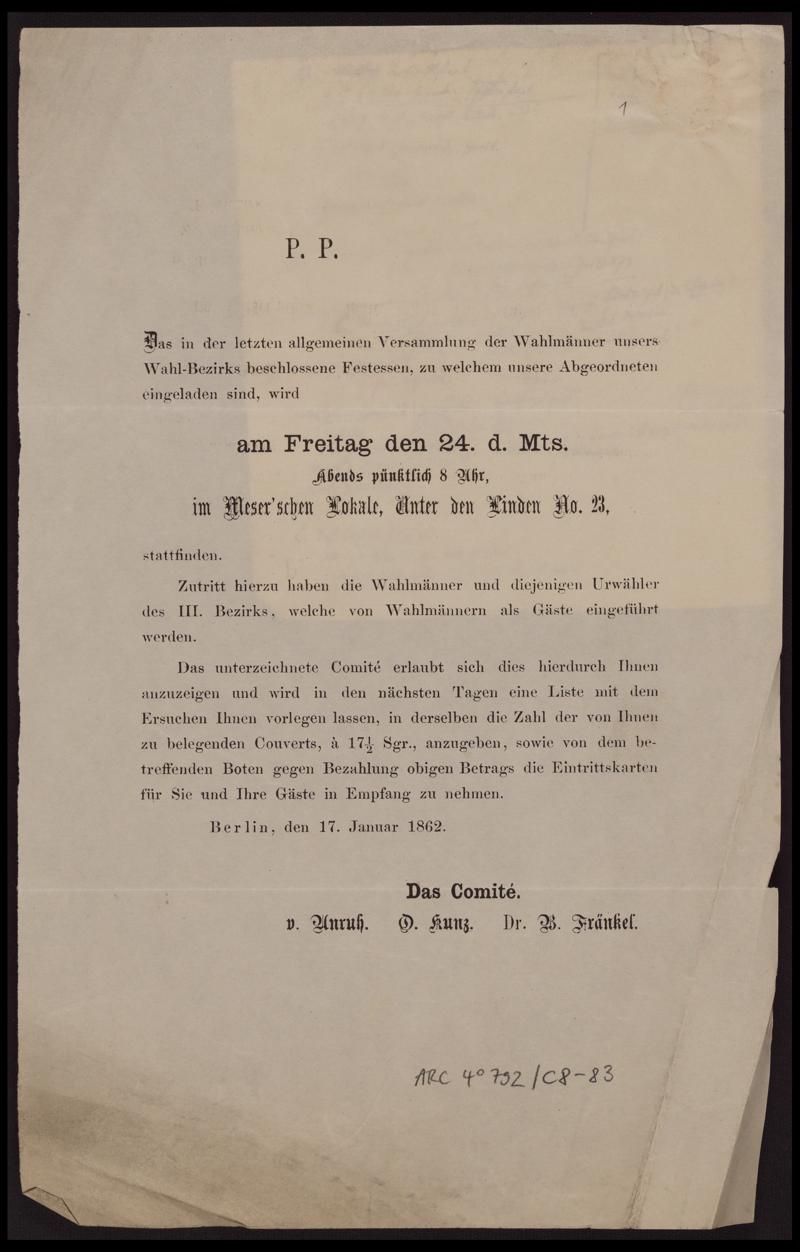 1
P. P.
Das in der letzten allgemeinen Versammlung der Wahlmänner unsers
Wahl-Bezirks beschlossene Festessen, zu welchem unsere Abgeordneten
eingeladen sind, wird
am Freitag den 24. d. Mts.
Abends pünktlich 8 Uhr,
im Meser'schen Lokale, Unter den Linden No. 23,
stattfinden.
Zutritt hierzu haben die Wahlmänner und diejenigen Urwähler
des III. Bezirks, welche von Wahlmännern als Gäste eingeführt
werden.
Das unterzeichnete Comité erlaubt sich dies hierdurch Ihnen
anzuzeigen und wird in den nächsten Tagen eine Liste mit dem
Ersuchen Ihnen vorlegen lassen, in derselben die Zahl der von Ihnen
zu belegenden Couverts, à 17½ Sgr., anzugeben, sowie von dem be-
treffenden Boten gegen Bezahlung obigen Betrags die Eintrittskarten
für Sie und Ihre Gäste in Empfang zu nehmen.
Berlin, den 17. Januar 1862.
Das Comité.
v. Unruh. O. Kunz. Dr. B. Fränkel.
ARC 4° 792/C8-83